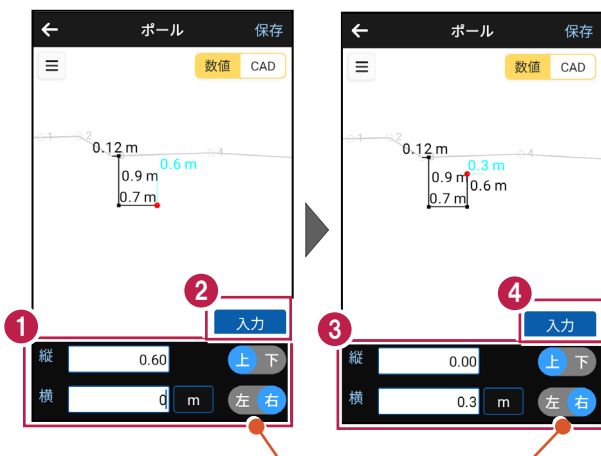 ポール 保存
数値 CAD
1 2 4
0.12 m
0.6 m
0.9 m
0.7 m
2
入力
1
縦 0.60 上 下
横 0 m 左 右
ポール 保存
数値 CAD
1 2 4
0.12 m
0.3 m
0.9 m
0.6 m
0.7 m
4
入力
3
縦 0.00 上 下
横 0.3 m 左 右